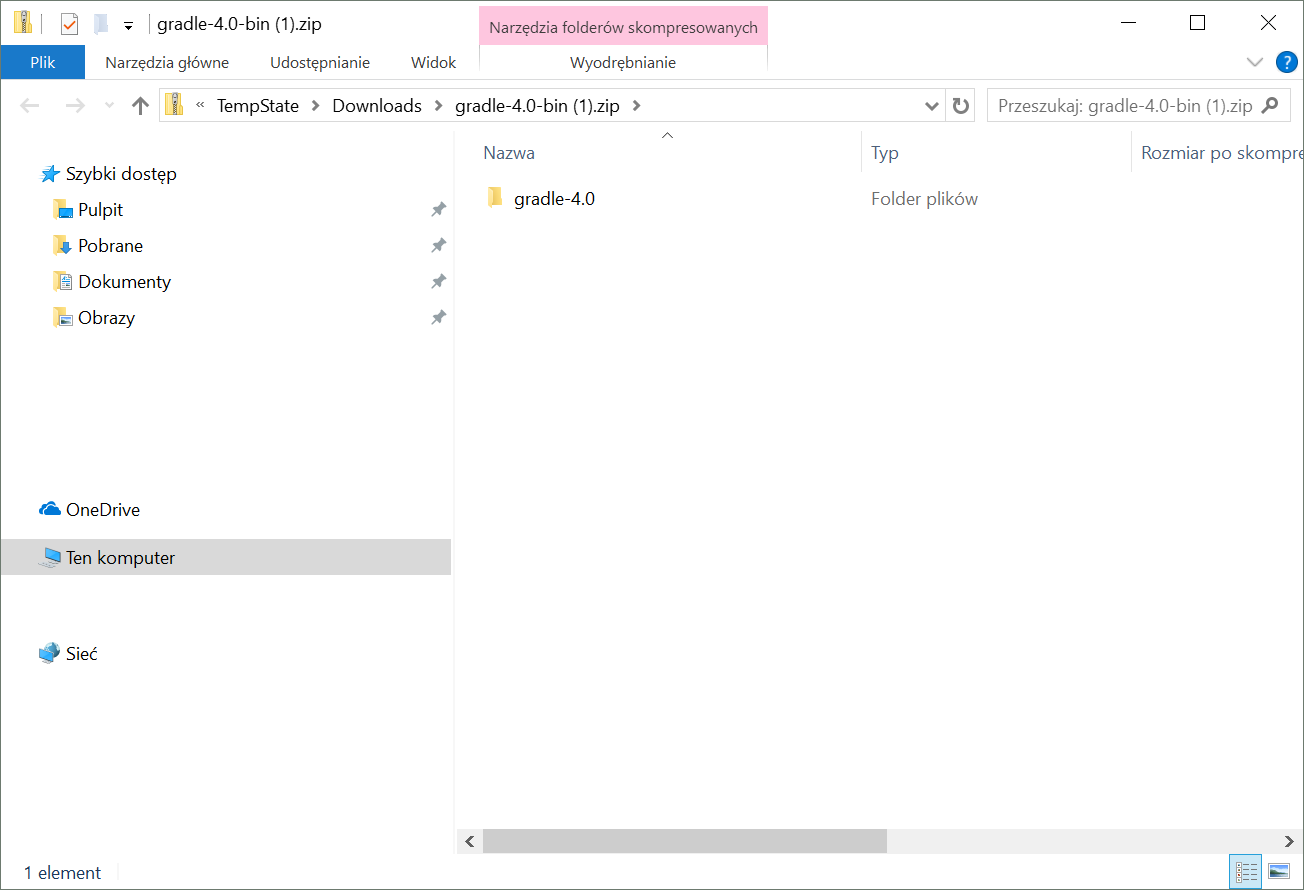 gradle-4.0-bin (1).zip
Narzędzia folderów skompresowanych
Plik
Narzędzia główne
Udostępnianie
Widok
Wyodrębnianie
?
« TempState > Downloads > gradle-4.0-bin (1).zip >
Przeszukaj: gradle-4.0-bin (1).zip
Nazwa
Typ
Rozmiar po skompre
Szybki dostęp
Pulpit
Pobrane
Dokumenty
Obrazy
OneDrive
Ten komputer
Sieć
gradle-4.0
Folder plików
1 element